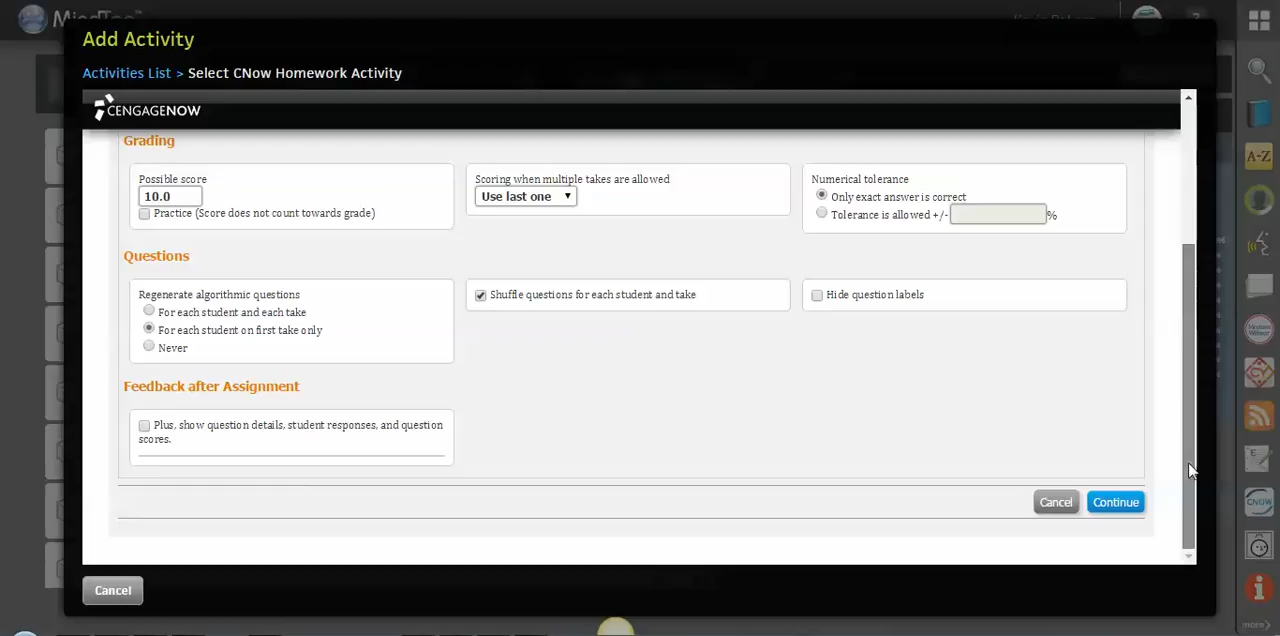 Add Activity
Activities List > Select CNow Homework Activity
CENGAGENOW
Grading
Possible score
10.0
Practice (Score does not count towards grade)
Scoring when multiple takes are allowed
Use last one
Numerical tolerance
Only exact answer is correct
Tolerance is allowed +/- %
Questions
Regenerate algorithmic questions
For each student and each take
For each student on first take only
Never
Shuffle questions for each student and take
Hide question labels
Feedback after Assignment
Plus, show question details, student responses, and question
scores.
Cancel
Continue
Cancel
A-Z
CNOW
more>